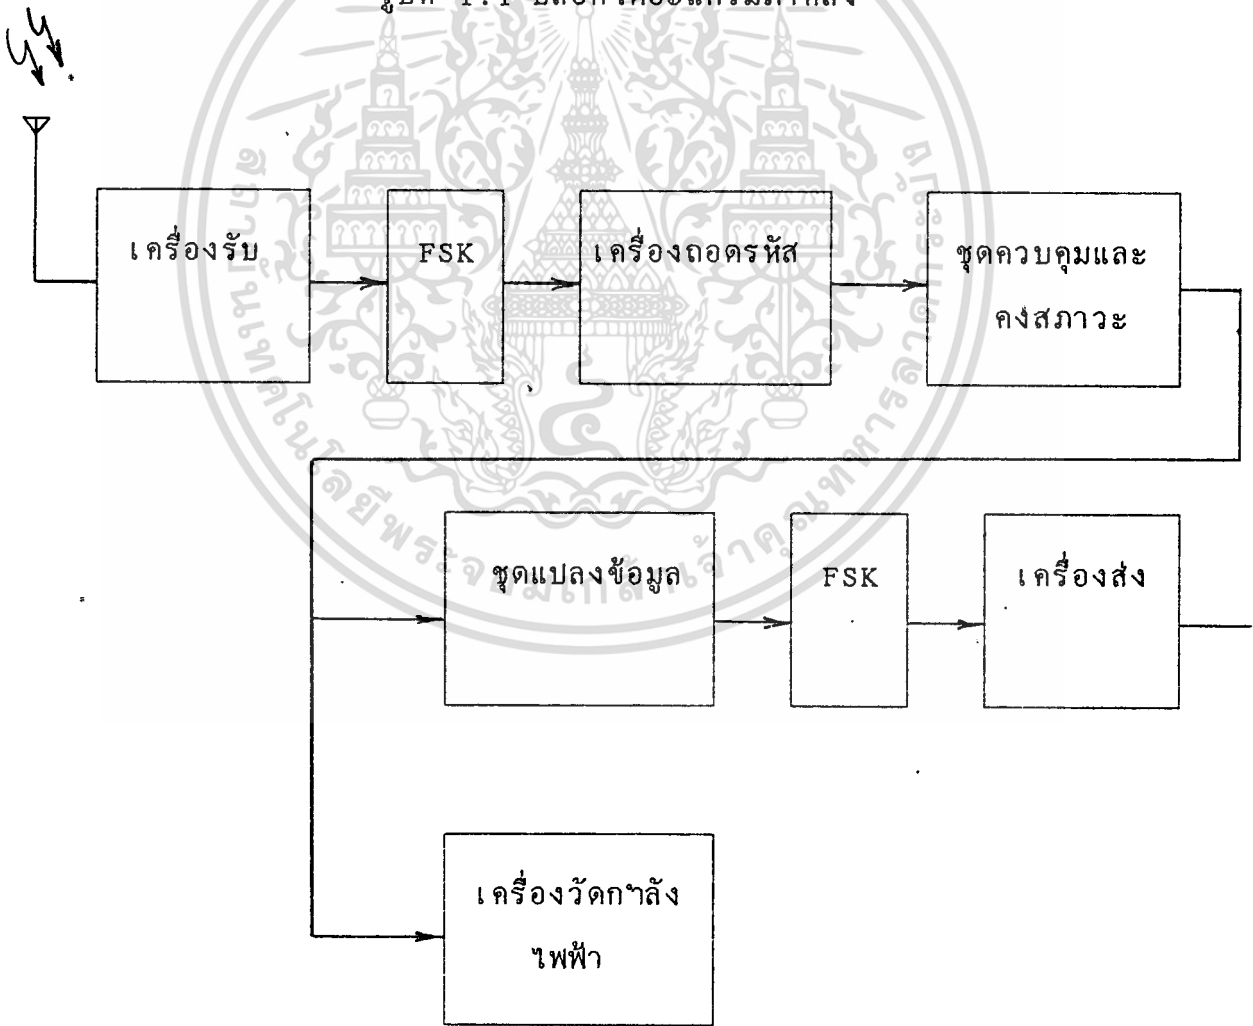 เครื่องรับ
FSK
เครื่องถอดรหัส
ชุดควบคุมและ
คงสภาวะ
ชุดแปลงข้อมูล
FSK
เครื่องส่ง
เครื่องวัดกำลัง
ไฟฟ้า